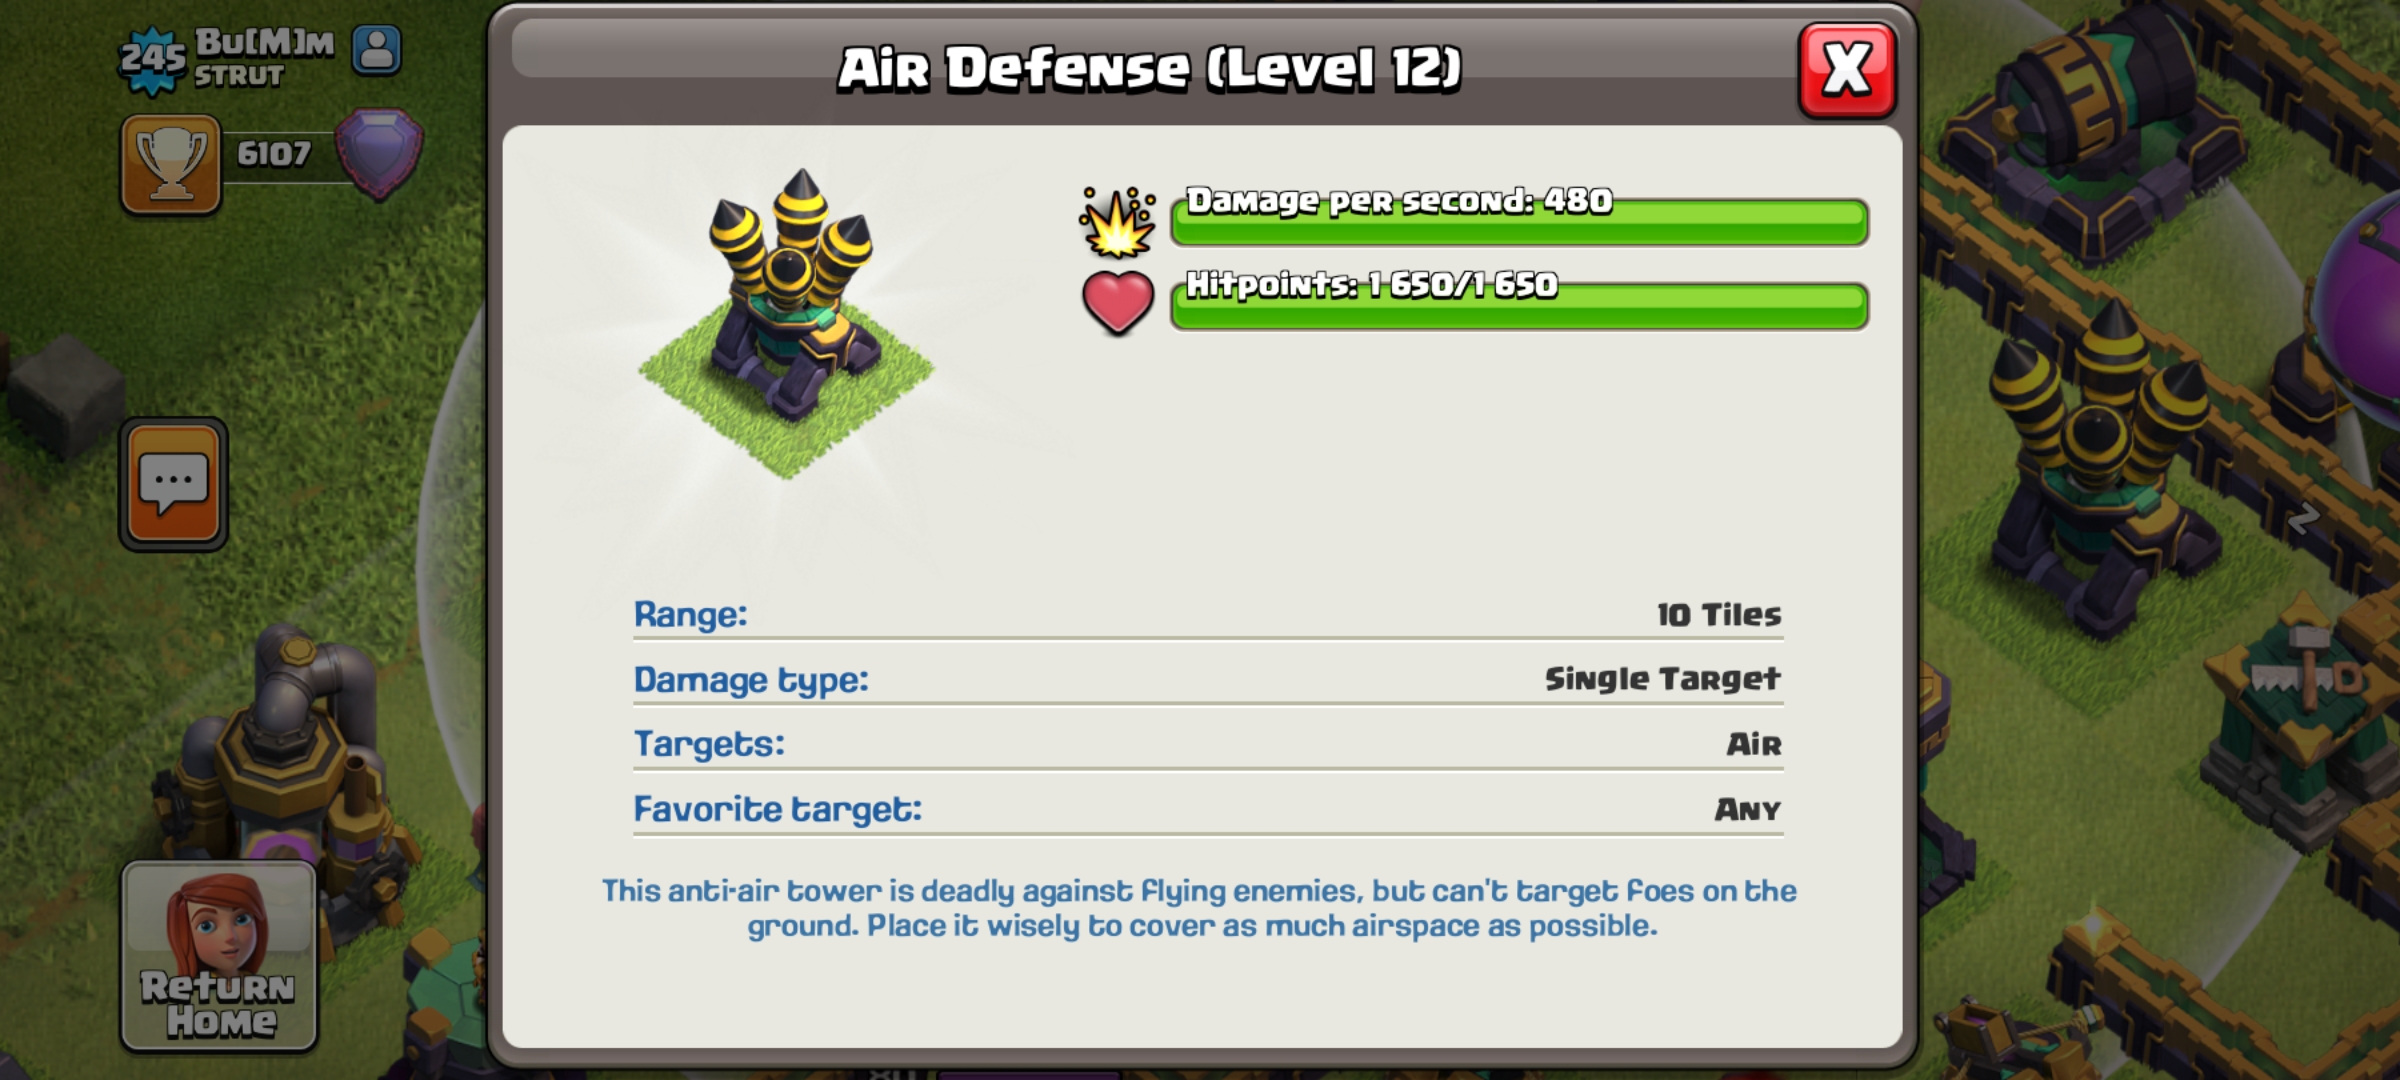 245
Bu[M]m
STRUT
6107
Return
Home
Air Defense (Level 12)
X
Damage per second: 480
Hitpoints: 1 650/1 650
Range: 10 Tiles
Damage type: Single Target
Targets: Air
Favorite target: Any
This anti-air tower is deadly against flying enemies, but can't target foes on the
ground. Place it wisely to cover as much airspace as possible.
Z